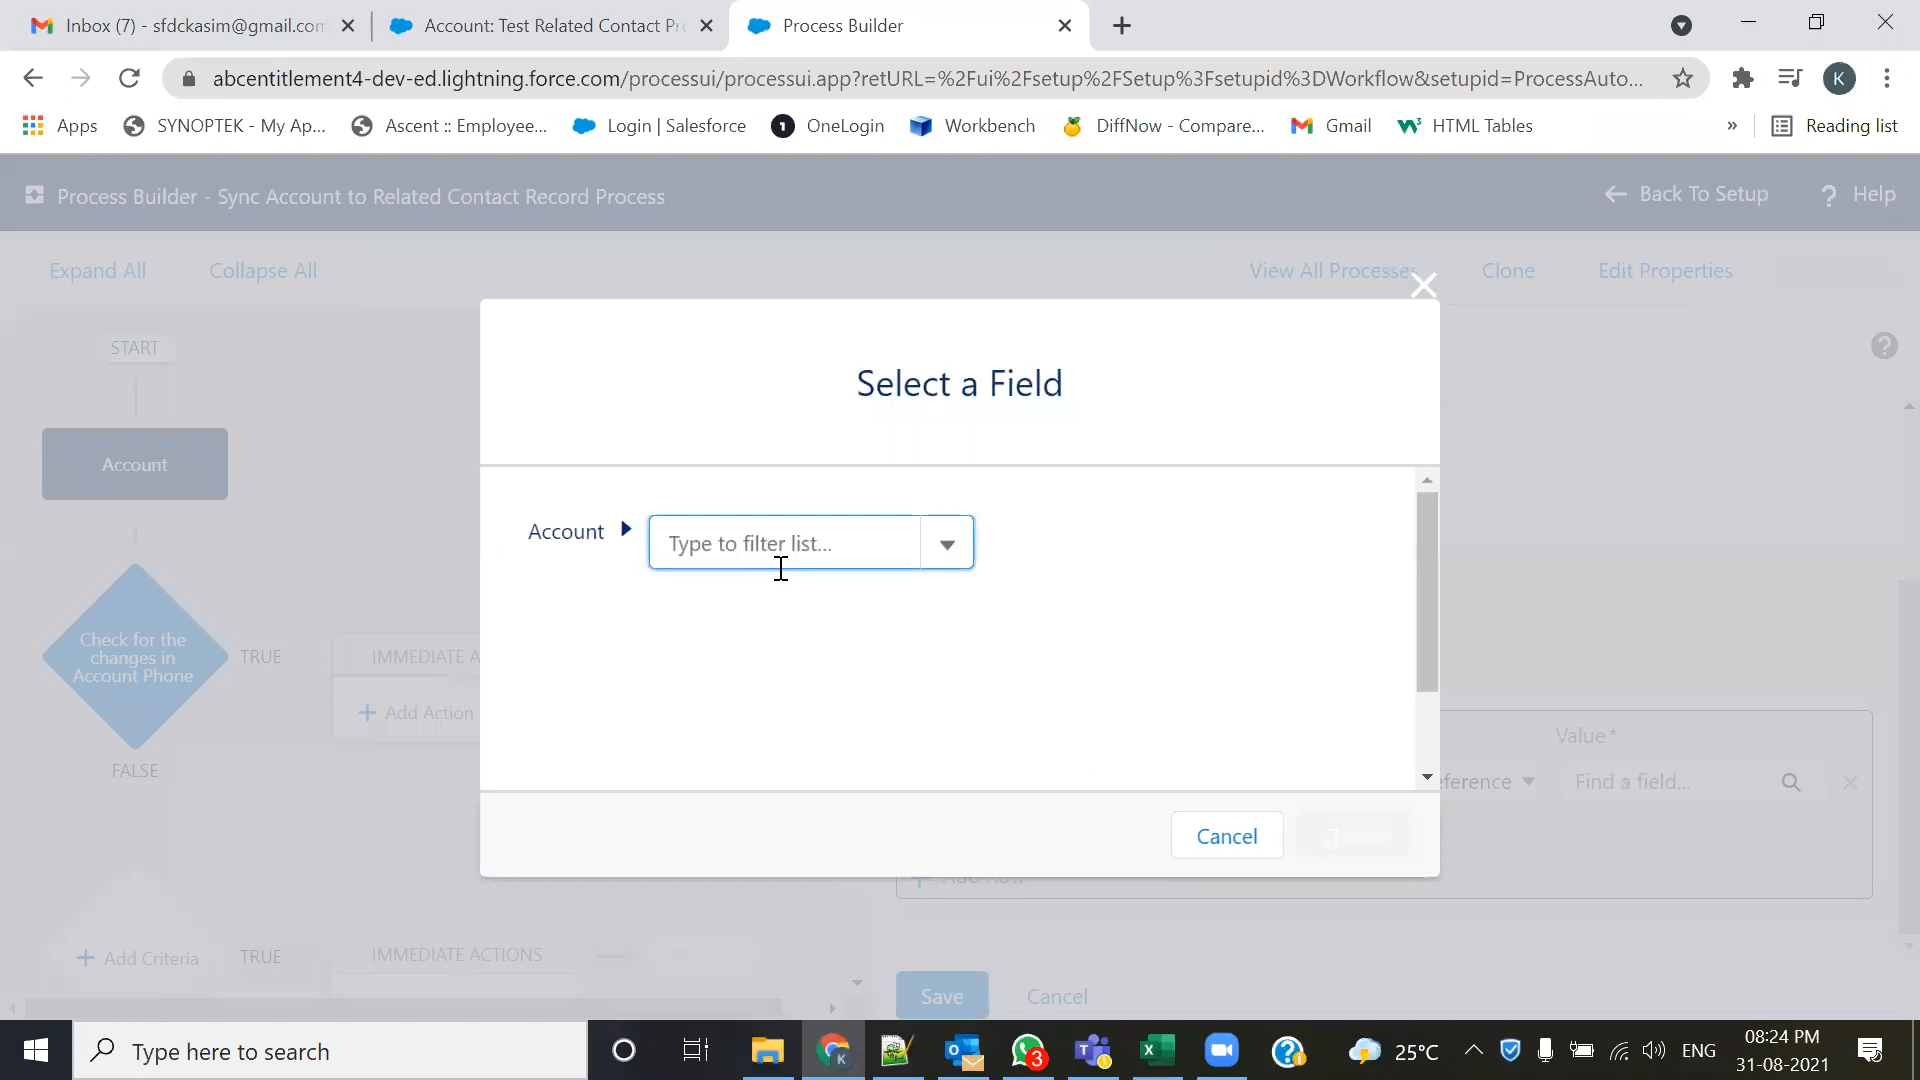 Inbox (7) - sfdckasim@gmail.com
Account: Test Related Contact Pr
Process Builder
abcentitlement4-dev-ed.lightning.force.com/processui/processui.app?retURL=%2Fui%2Fsetup%2FSetup%3Fsetupid%3DWorkflow&setupid=ProcessAuto...
K
Apps
SYNOPTEK - My Ap...
Ascent :: Employee...
Login | Salesforce
OneLogin
Workbench
DiffNow - Compare...
Gmail
HTML Tables
»
Reading list
Process Builder - Sync Account to Related Contact Record Process
Back To Setup
? Help
Expand All
Collapse All
View All Processes
Clone
Edit Properties
START
Account
Check for the
changes in
Account Phone
TRUE
IMMEDIATE A
+ Add Action
FALSE
+ Add Criteria
TRUE
IMMEDIATE ACTIONS
Select a Field
Account
Type to filter list...
Cancel
Value*
eference
Find a field...
+ Add Row
Save
Cancel
Type here to search
3
25°C
ENG
08:24 PM
31-08-2021